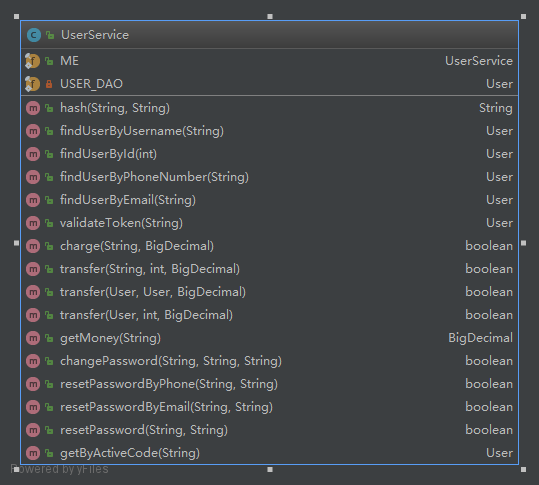 C UserService
f ME UserService
f USER_DAO User
m hash(String, String) String
m findUserByUsername(String) User
m findUserById(int) User
m findUserByPhoneNumber(String) User
m findUserByEmail(String) User
m validateToken(String) User
m charge(String, BigDecimal) boolean
m transfer(String, int, BigDecimal) boolean
m transfer(User, User, BigDecimal) boolean
m transfer(User, int, BigDecimal) boolean
m getMoney(String) BigDecimal
m changePassword(String, String, String) boolean
m resetPasswordByPhone(String, String) boolean
m resetPasswordByEmail(String, String) boolean
m resetPassword(String, String) boolean
m getByActiveCode(String) User
Powered by yFiles